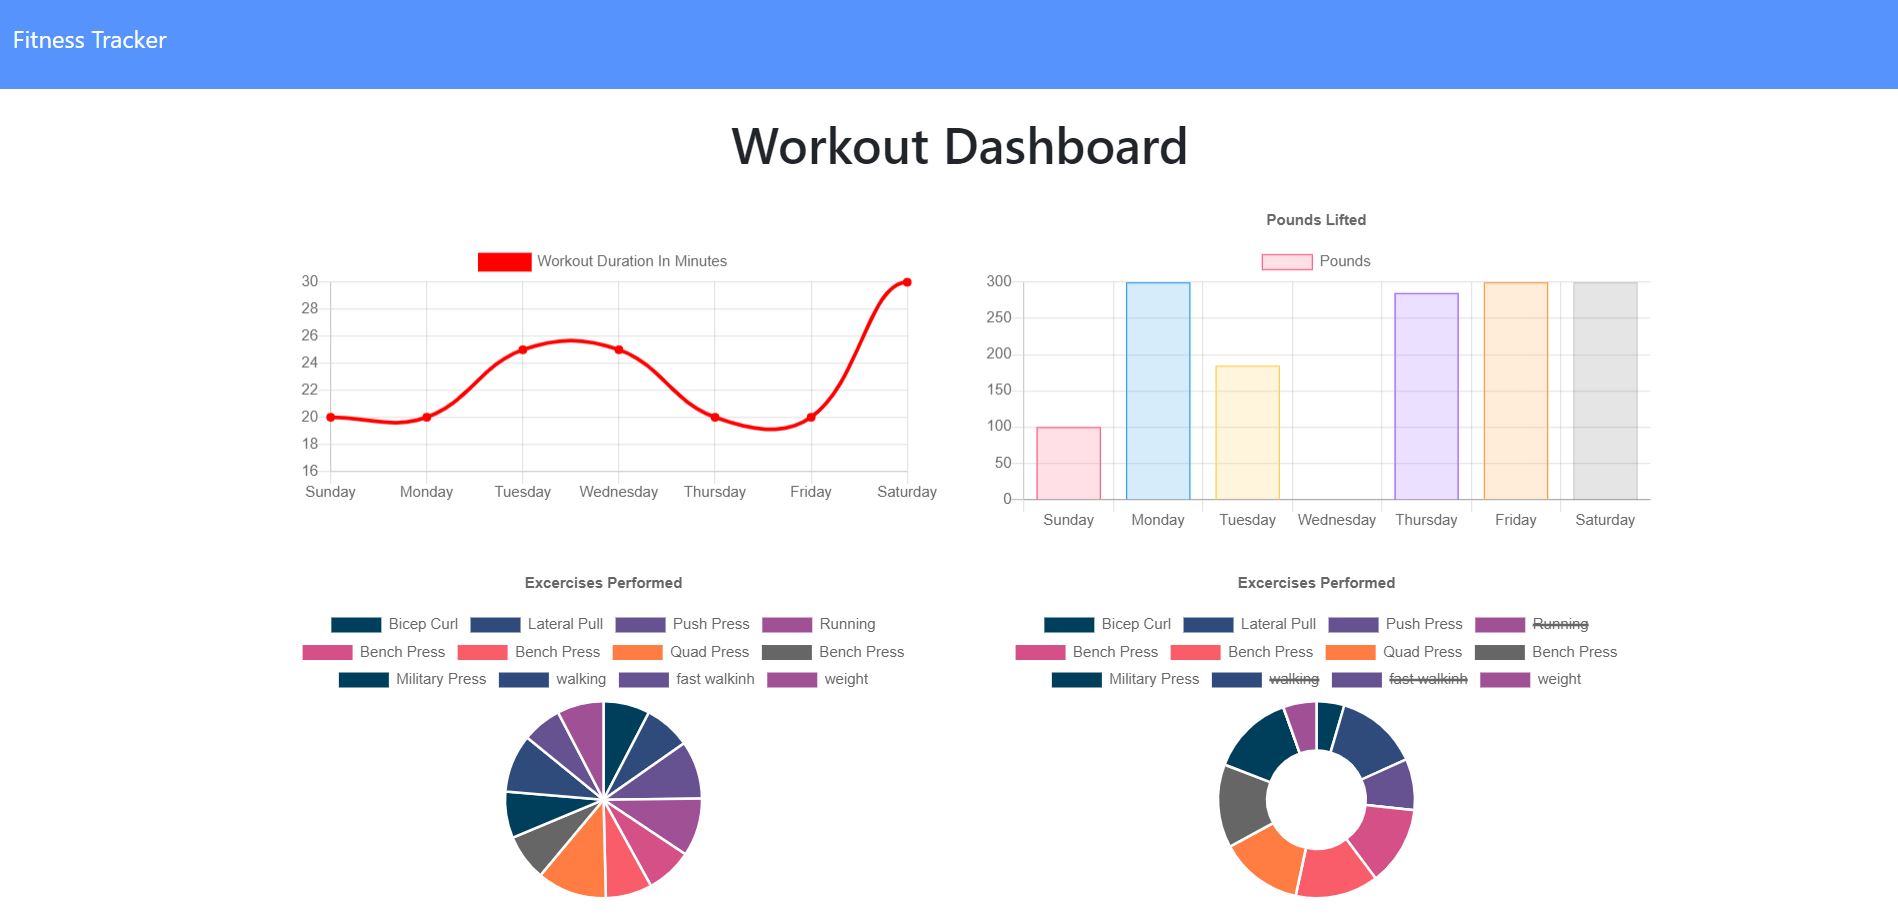 Fitness Tracker
Workout Dashboard
Workout Duration In Minutes
30
28
26
24
22
20
18
16
Sunday Monday Tuesday Wednesday Thursday Friday Saturday
Pounds Lifted
Pounds
300
250
200
150
100
50
0
Sunday Monday Tuesday Wednesday Thursday Friday Saturday
Excercises Performed
Bicep Curl Lateral Pull Push Press Running
Bench Press Bench Press Quad Press Bench Press
Military Press walking fast walkinh weight
Excercises Performed
Bicep Curl Lateral Pull Push Press Running
Bench Press Bench Press Quad Press Bench Press
Military Press walking fast walkinh weight